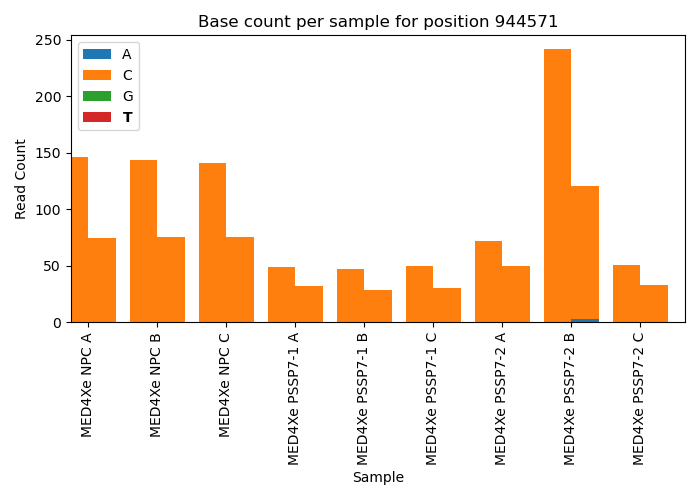 Base count per sample for position 944571
A
C
G
T
250
200
150
100
50
0
Read Count
MED4Xe NPC A
MED4Xe NPC B
MED4Xe NPC C
MED4Xe PSSP7-1 A
MED4Xe PSSP7-1 B
MED4Xe PSSP7-1 C
MED4Xe PSSP7-2 A
MED4Xe PSSP7-2 B
MED4Xe PSSP7-2 C
Sample